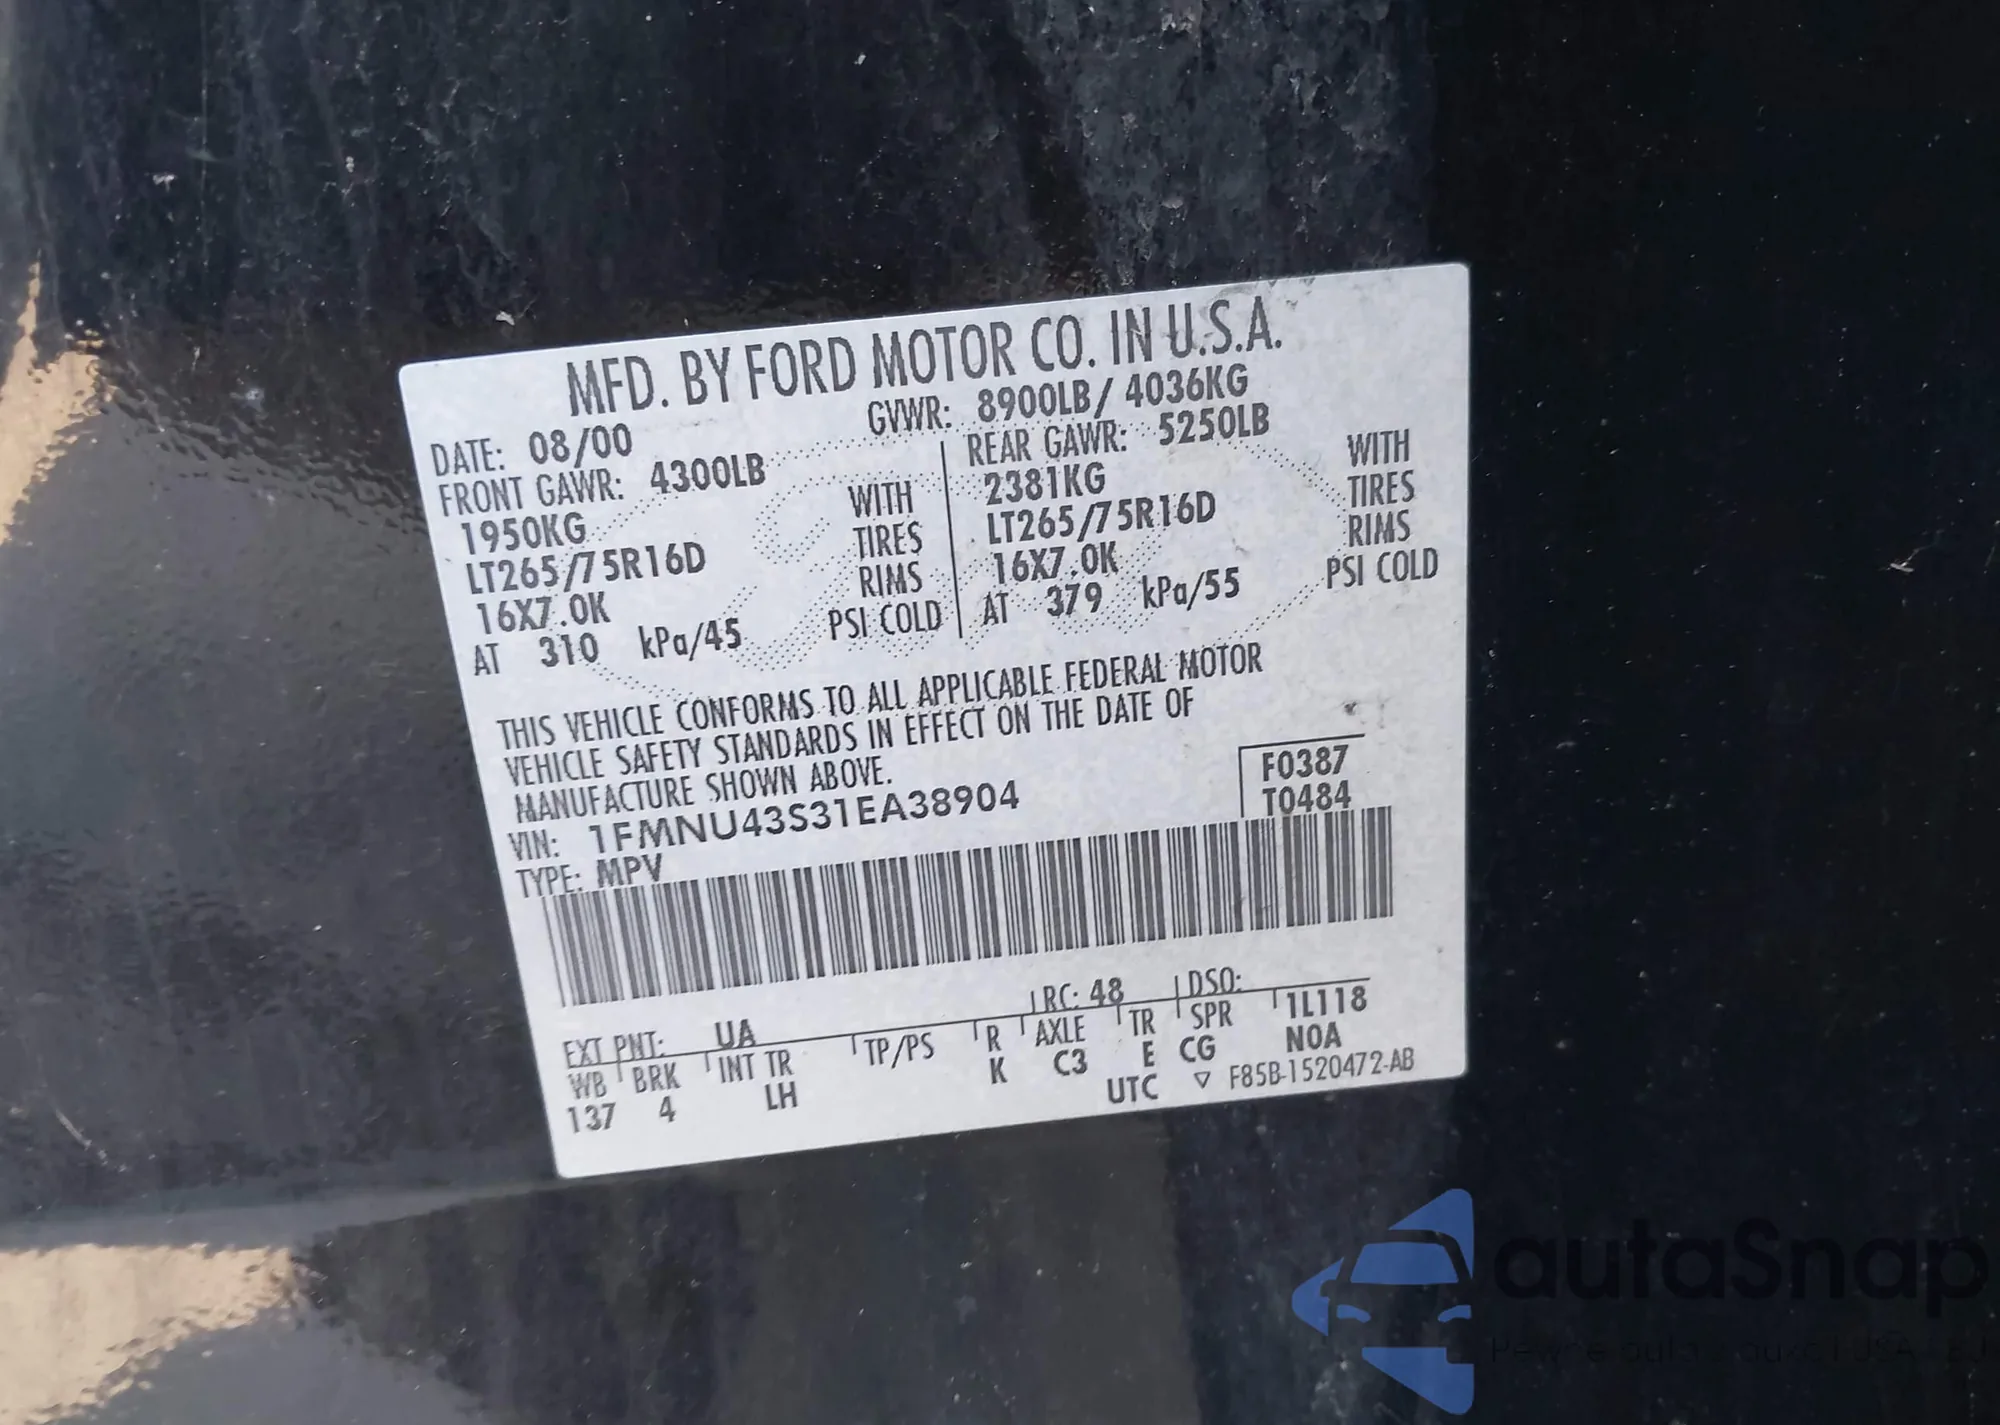 MFD. BY FORD MOTOR CO. IN U.S.A.
DATE: 08/00 GVWR: 8900LB/ 4036KG
FRONT GAWR: 4300LB REAR GAWR: 5250LB
1950KG WITH 2381KG WITH
LT265/75R16D TIRES LT265/75R16D TIRES
16X7.0K RIMS 16X7.0K RIMS
AT 310 kPa/45 PSI COLD AT 379 kPa/55 PSI COLD
THIS VEHICLE CONFORMS TO ALL APPLICABLE FEDERAL MOTOR
VEHICLE SAFETY STANDARDS IN EFFECT ON THE DATE OF
MANUFACTURE SHOWN ABOVE.
F0387
VIN: 1FMNU43S31EA38904 T0484
TYPE: MPV
EXT PNT: UA RC: 48 DSO:
WB BRK INT TR TP/PS R AXLE TR SPR 1L118
137 4 LH K C3 E CG N0A
UTC ▽ F85B-1520472-AB
autaSnap